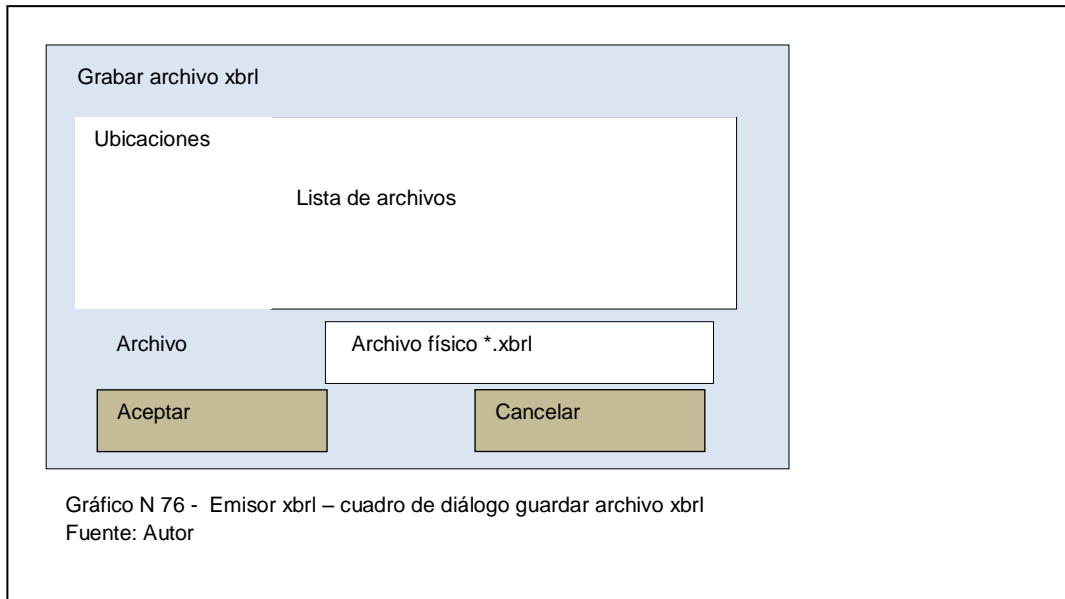 Grabar archivo xbrl
Ubicaciones
Lista de archivos
Archivo
Archivo físico *.xbrl
Aceptar
Cancelar
Gráfico N 76 - Emisor xbrl – cuadro de diálogo guardar archivo xbrl
Fuente: Autor